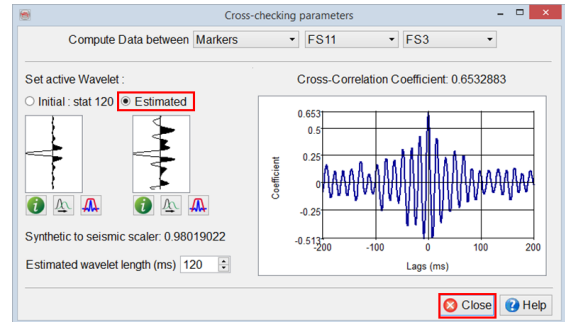 Cross-checking parameters
Compute Data between Markers FS11 FS3
Set active Wavelet :
Initial : stat 120 Estimated
Synthetic to seismic scaler: 0.98019022
Estimated wavelet length (ms) 120
Cross-Correlation Coefficient: 0.6532883
Coefficient
0.653
0.5
0.25
0
-0.25
-0.513
-200 -100 0 100 200
Lags (ms)
Close Help